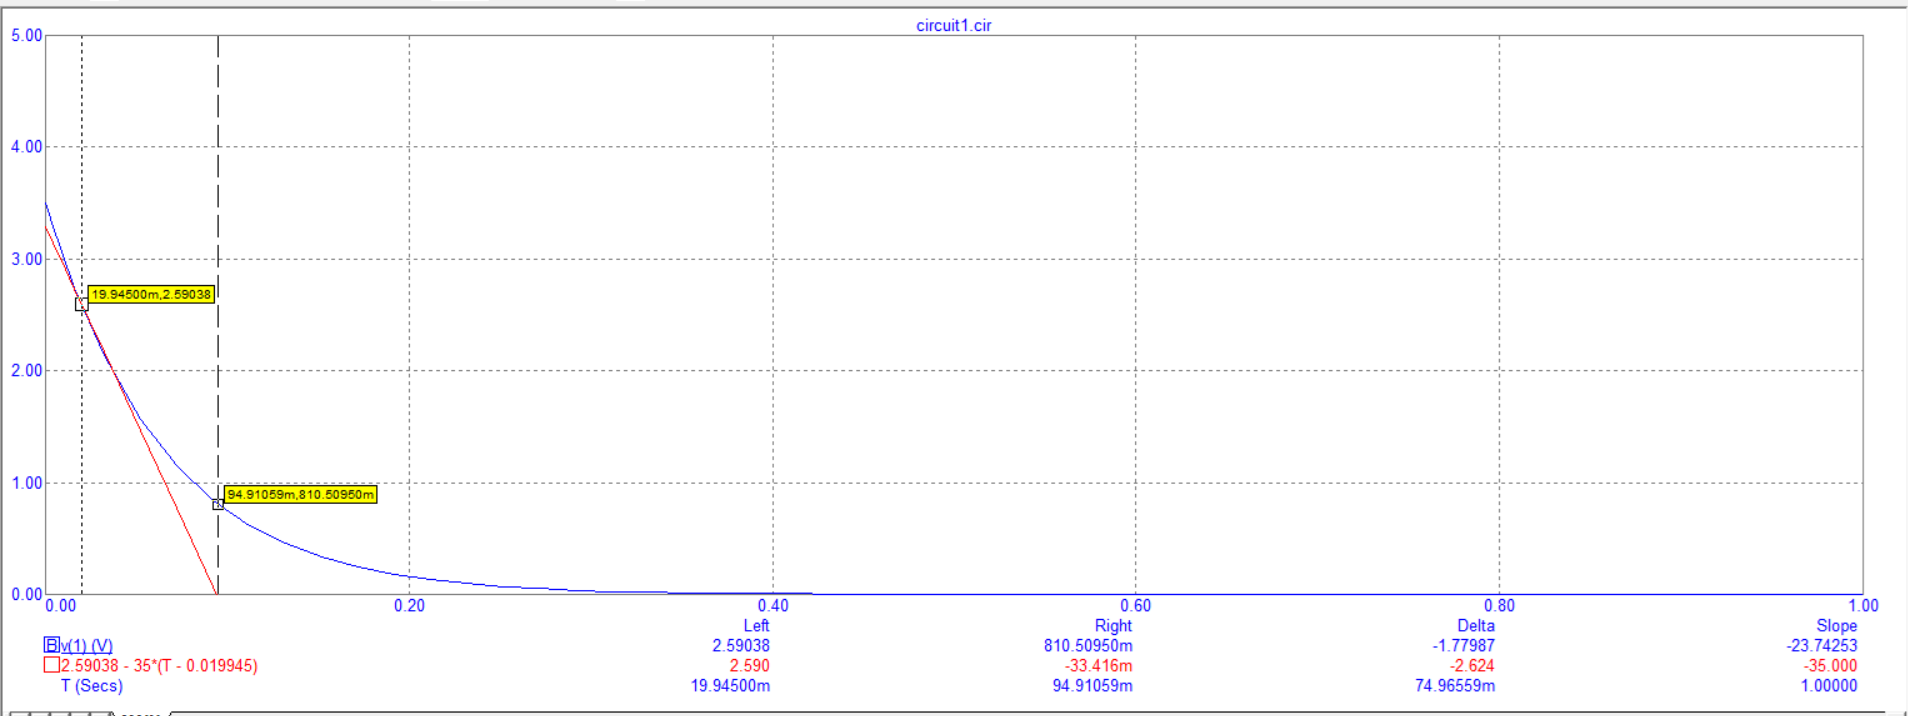 circuit1.cir
5.00
4.00
3.00
19.94500m,2.59038
2.00
1.00
94.91059m,810.50950m
0.00
0.00 0.20 0.40 0.60 0.80 1.00
Left Right Delta Slope
B v(1) (V) 2.59038 810.50950m -1.77987 -23.74253
2.59038 - 35*(T - 0.019945) 2.590 -33.416m -2.624 -35.000
T (Secs) 19.94500m 94.91059m 74.96559m 1.00000